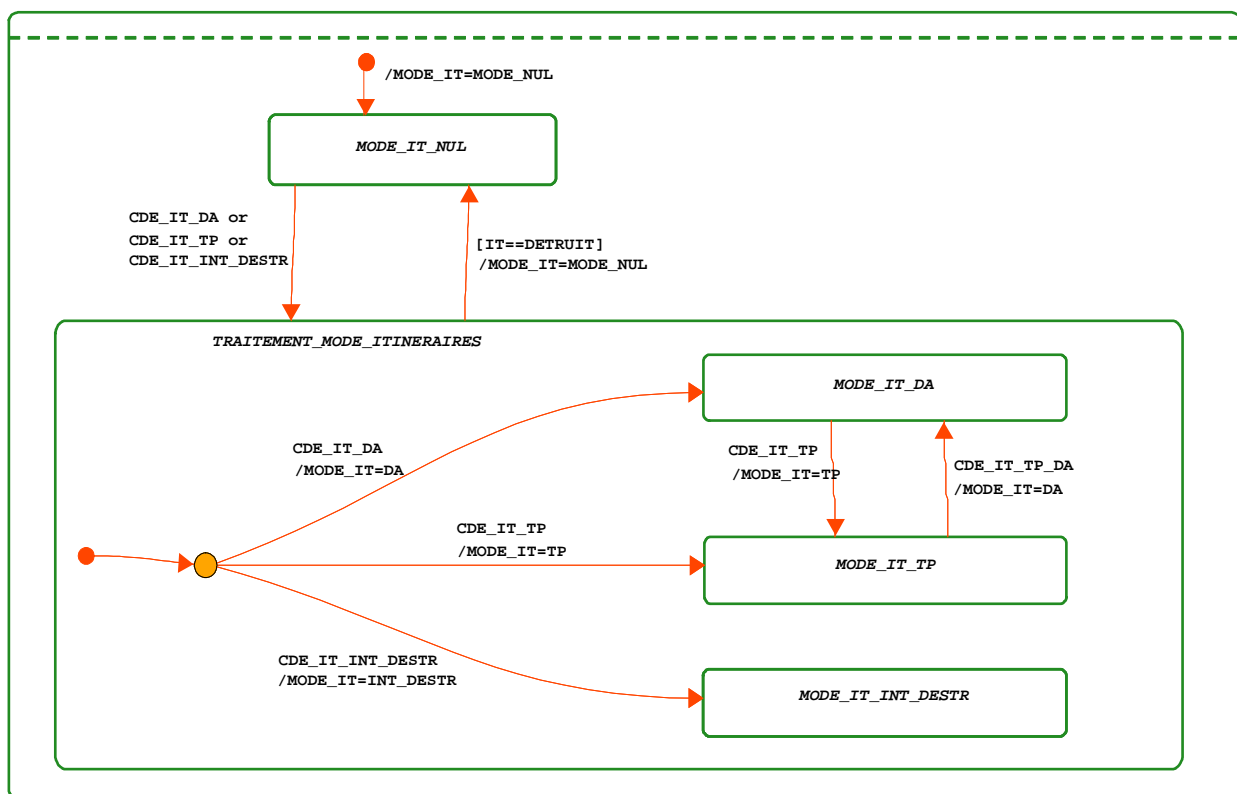 /MODE_IT=MODE_NUL
MODE_IT_NUL
CDE_IT_DA or
CDE_IT_TP or
CDE_IT_INT_DESTR
[IT==DETRUIT]
/MODE_IT=MODE_NUL
TRAITEMENT_MODE_ITINERAIRES
MODE_IT_DA
CDE_IT_DA
/MODE_IT=DA
CDE_IT_TP
/MODE_IT=TP
CDE_IT_TP_DA
/MODE_IT=DA
CDE_IT_TP
/MODE_IT=TP
MODE_IT_TP
CDE_IT_INT_DESTR
/MODE_IT=INT_DESTR
MODE_IT_INT_DESTR